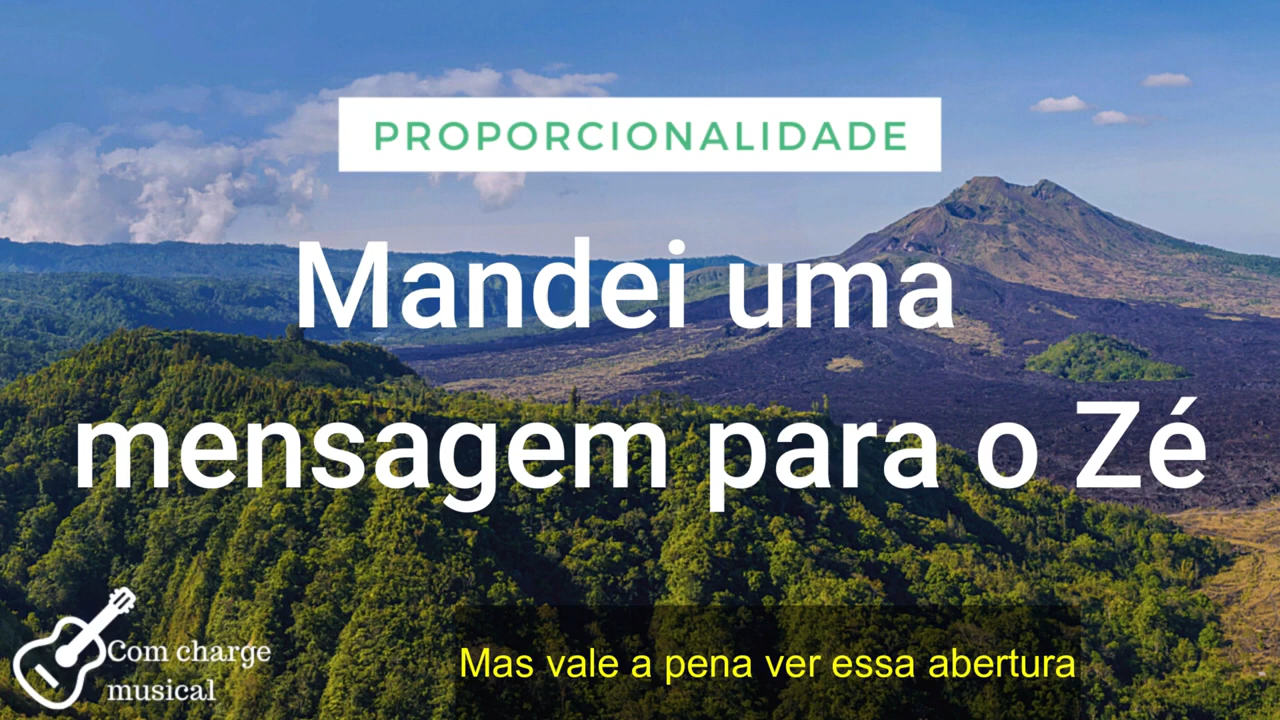 PROPORCIONALIDADE
Mandei uma
mensagem para o Zé
Com charge
musical
Mas vale a pena ver essa abertura